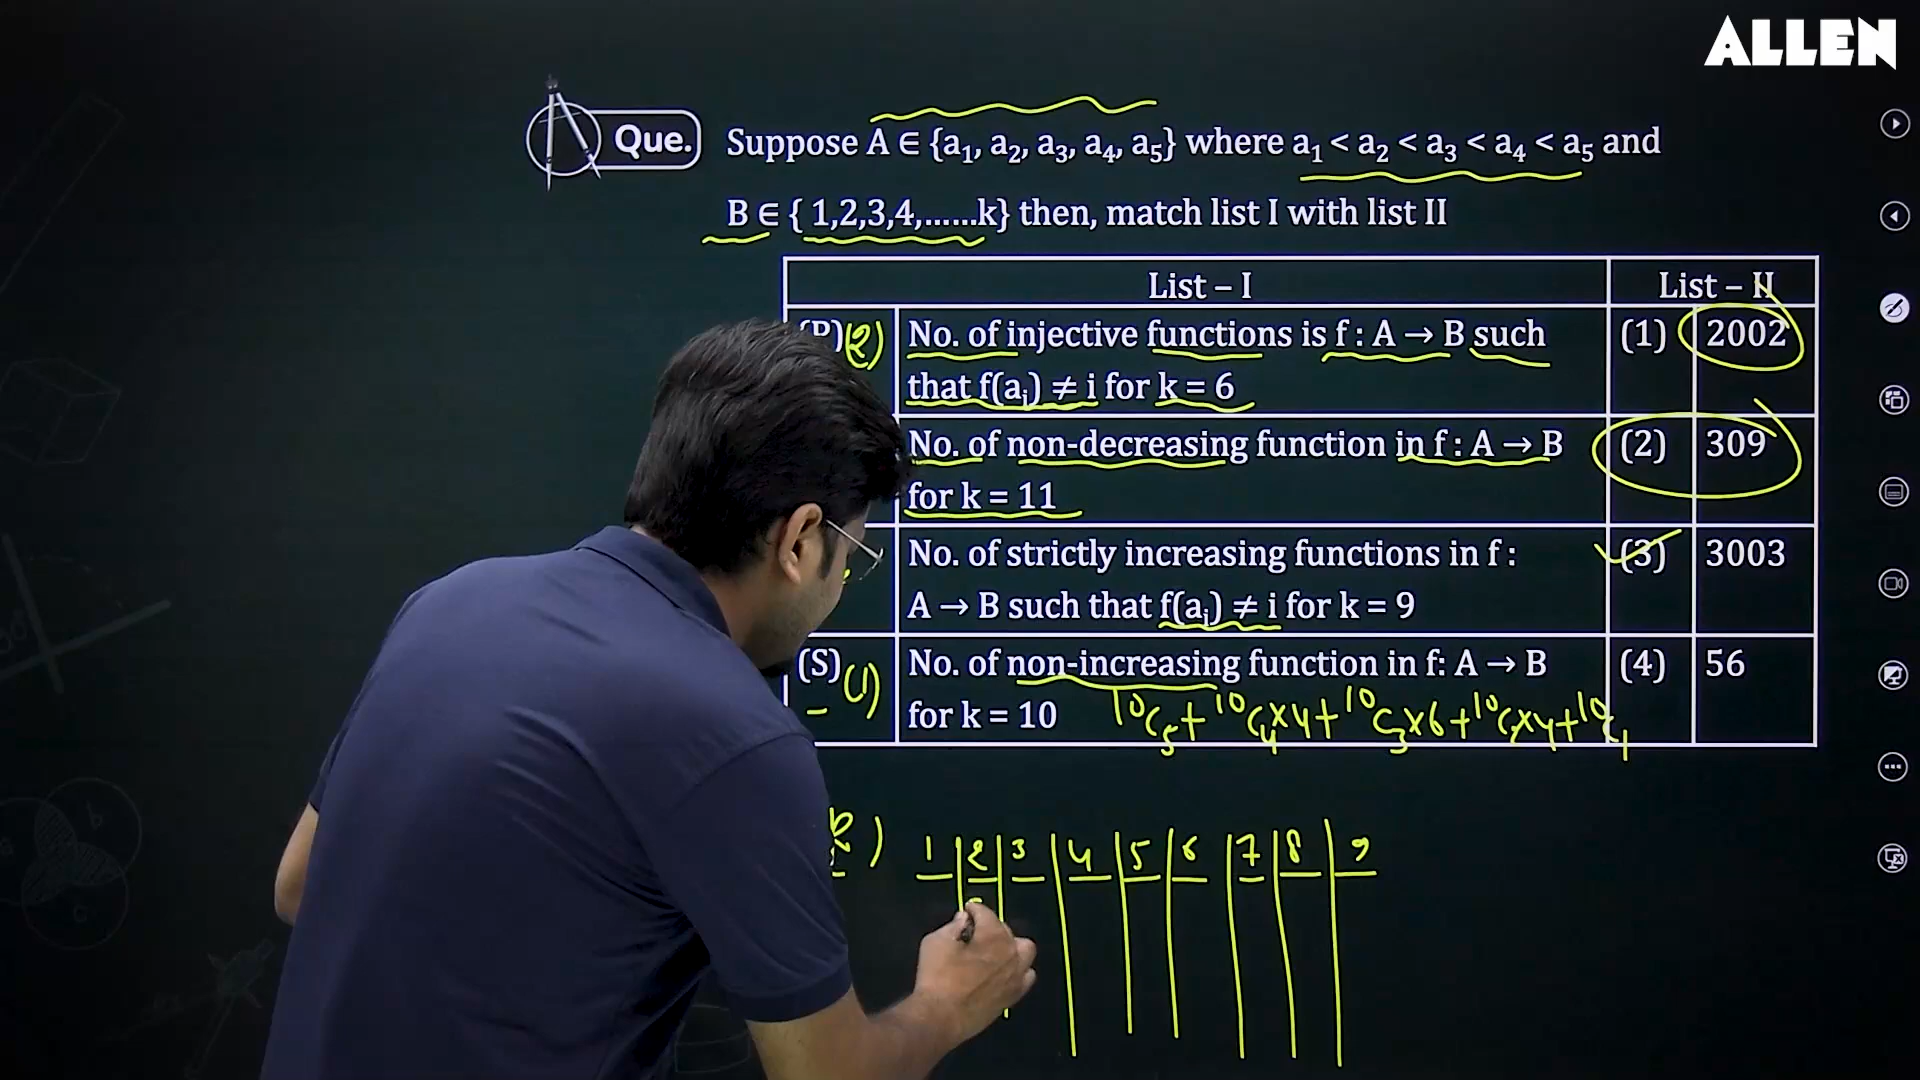 ALLEN
Que. Suppose A ∈ {a₁, a₂, a₃, a₄, a₅} where a₁ < a₂ < a₃ < a₄ < a₅ and
B ∈ { 1,2,3,4,......k} then, match list I with list II
List – I List – II
(2) No. of injective functions is f : A → B such (1) 2002
that f(aᵢ) ≠ i for k = 6
No. of non-decreasing function in f : A → B (2) 309
for k = 11
No. of strictly increasing functions in f : (3) 3003
A → B such that f(aᵢ) ≠ i for k = 9
(S) (1) No. of non-increasing function in f: A → B (4) 56
for k = 10 ¹⁰C₅ + ¹⁰C₄×4 + ¹⁰C₃×6 + ¹⁰C₂×4 + ¹⁰C₁
1 2 3 4 5 6 7 8 9